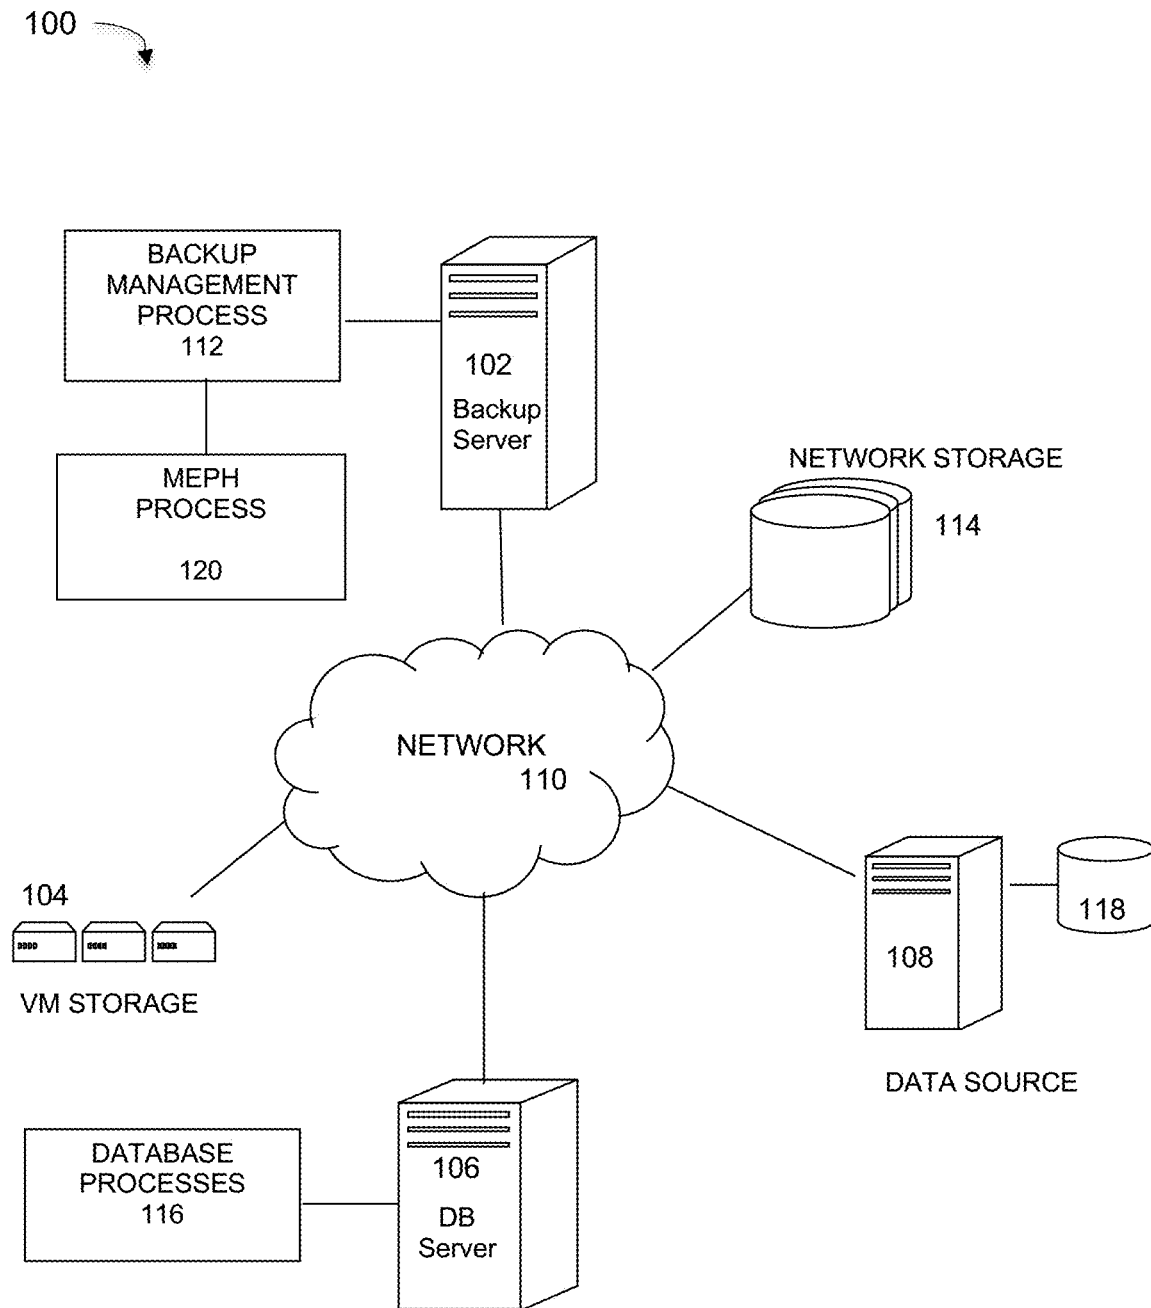 100
BACKUP
MANAGEMENT
PROCESS
112
102
Backup
Server
MEPH
PROCESS
120
NETWORK STORAGE
114
NETWORK
110
104
VM STORAGE
108
118
DATA SOURCE
DATABASE
PROCESSES
116
106
DB
Server